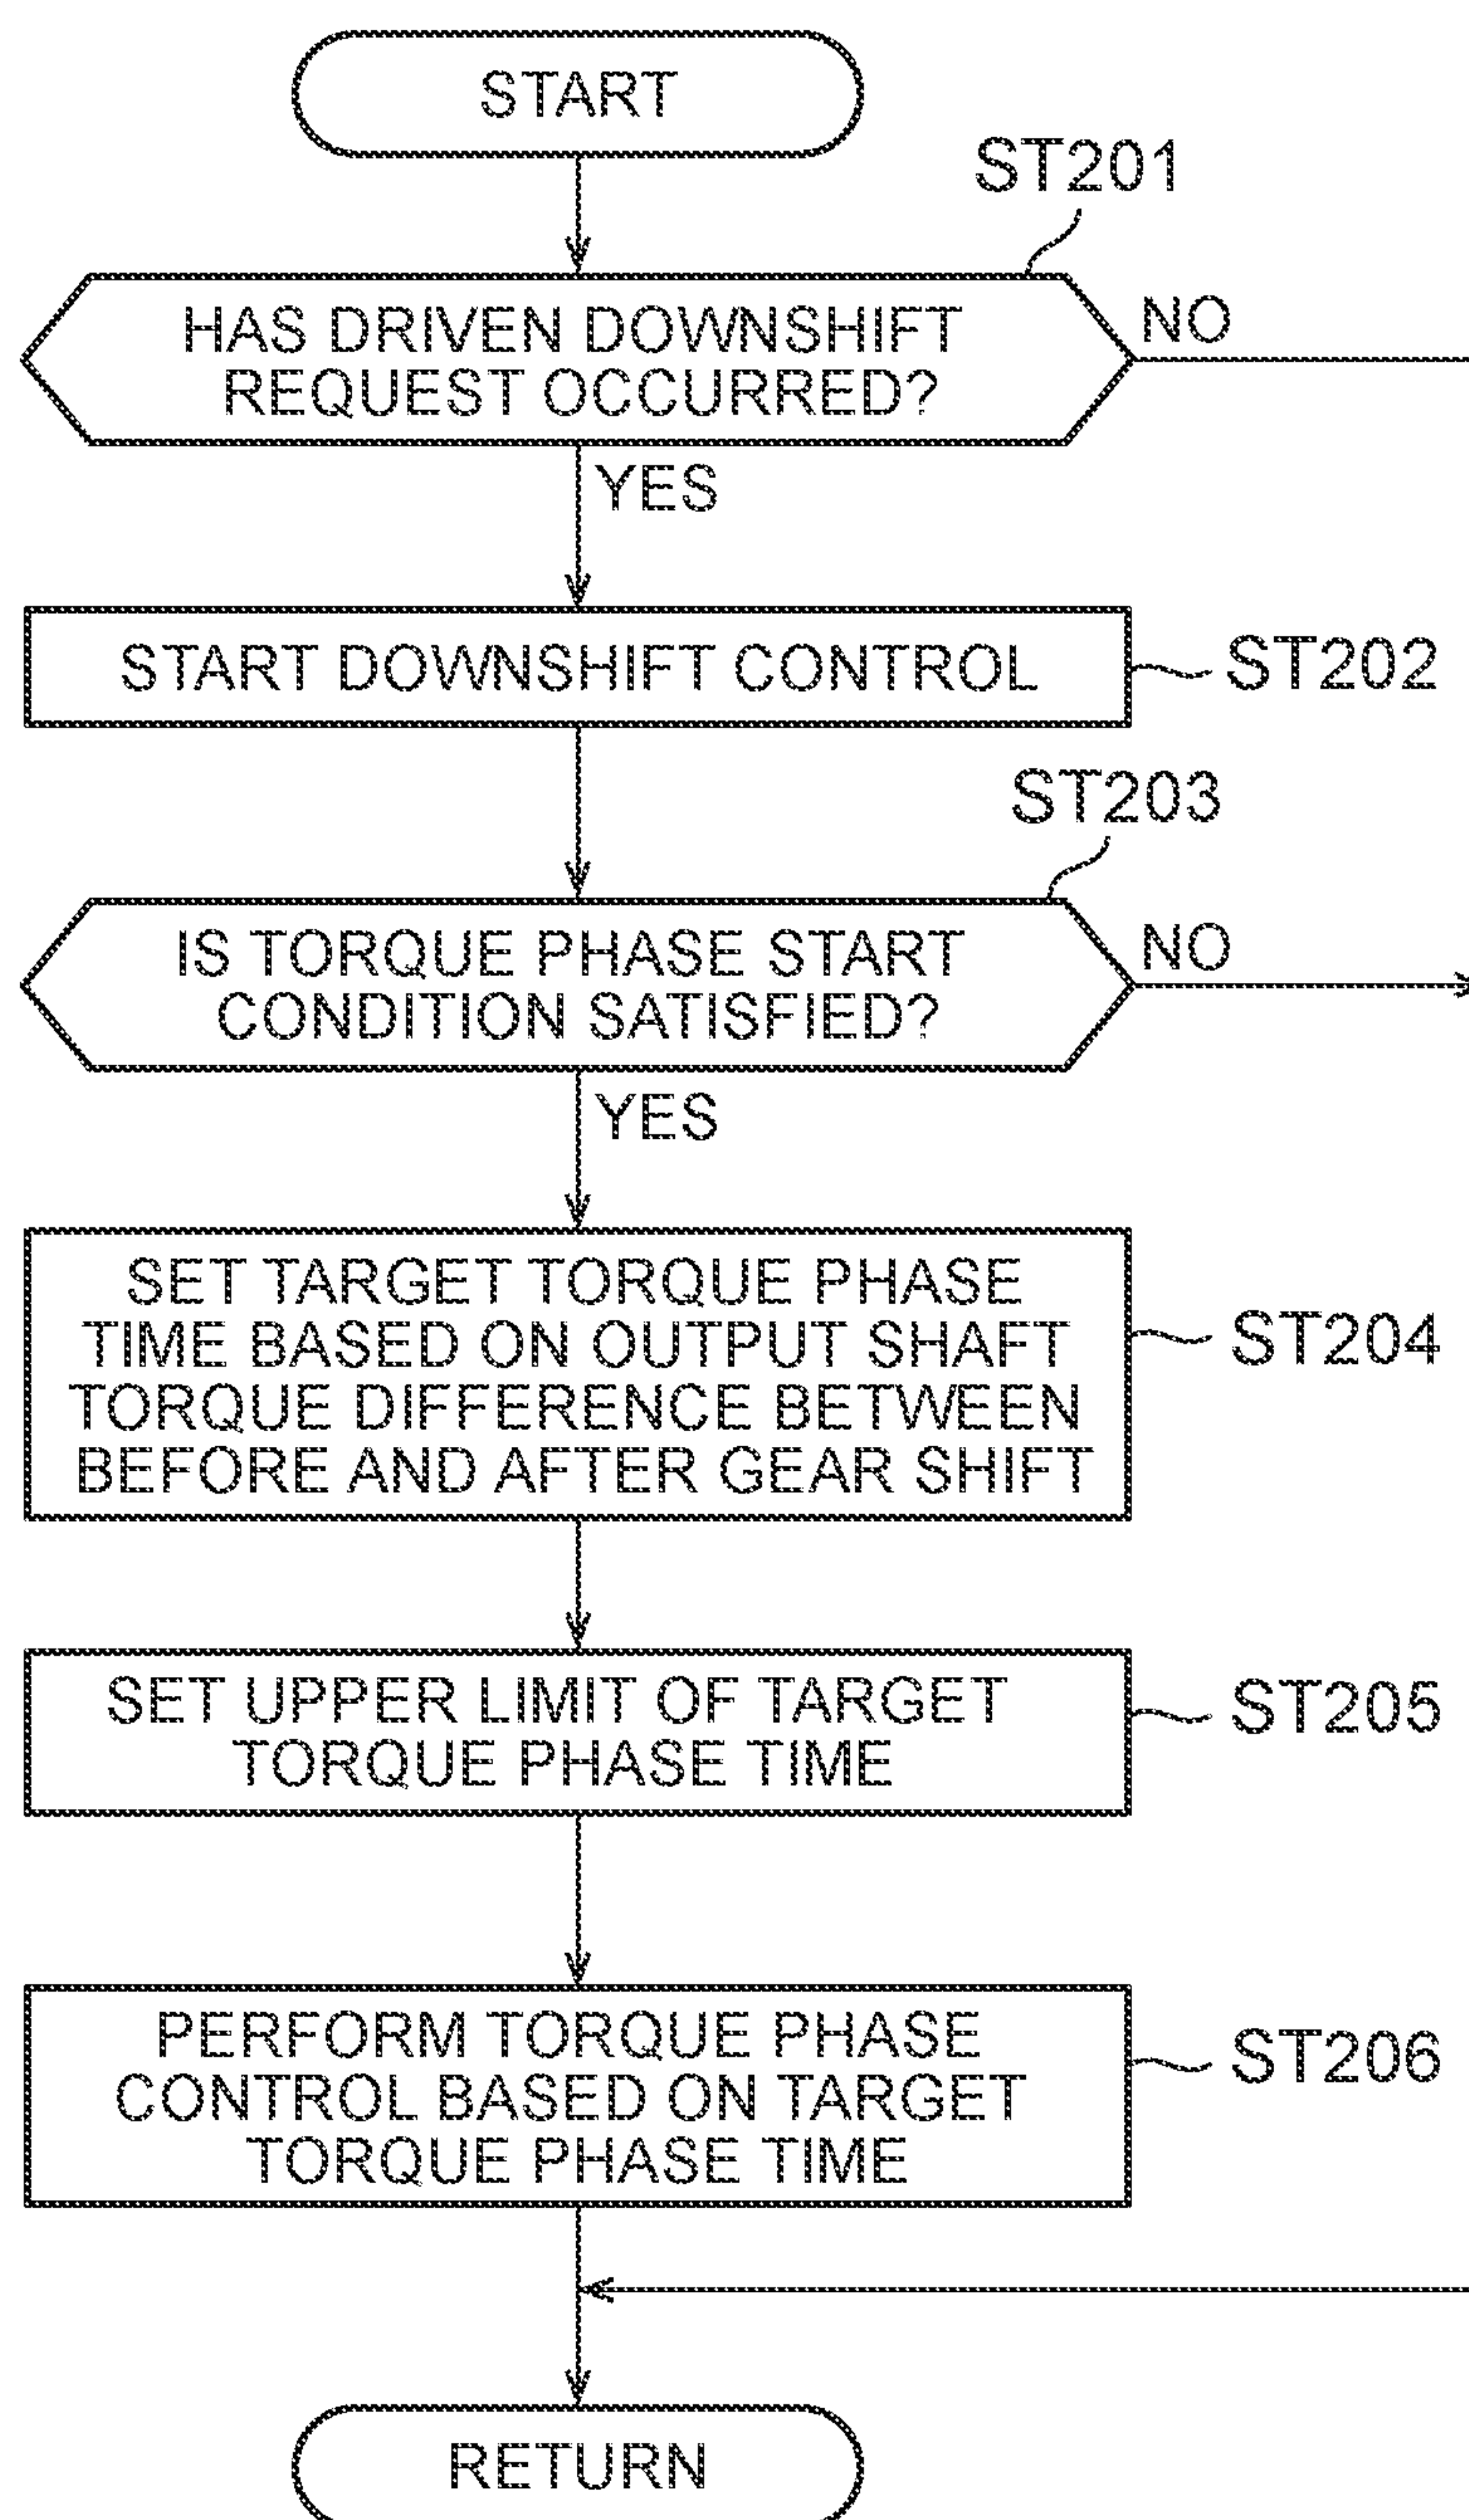 START
ST201
HAS DRIVEN DOWNSHIFT
REQUEST OCCURRED?
NO
YES
START DOWNSHIFT CONTROL
ST202
ST203
IS TORQUE PHASE START
CONDITION SATISFIED?
NO
YES
SET TARGET TORQUE PHASE
TIME BASED ON OUTPUT SHAFT
TORQUE DIFFERENCE BETWEEN
BEFORE AND AFTER GEAR SHIFT
ST204
SET UPPER LIMIT OF TARGET
TORQUE PHASE TIME
ST205
PERFORM TORQUE PHASE
CONTROL BASED ON TARGET
TORQUE PHASE TIME
ST206
RETURN